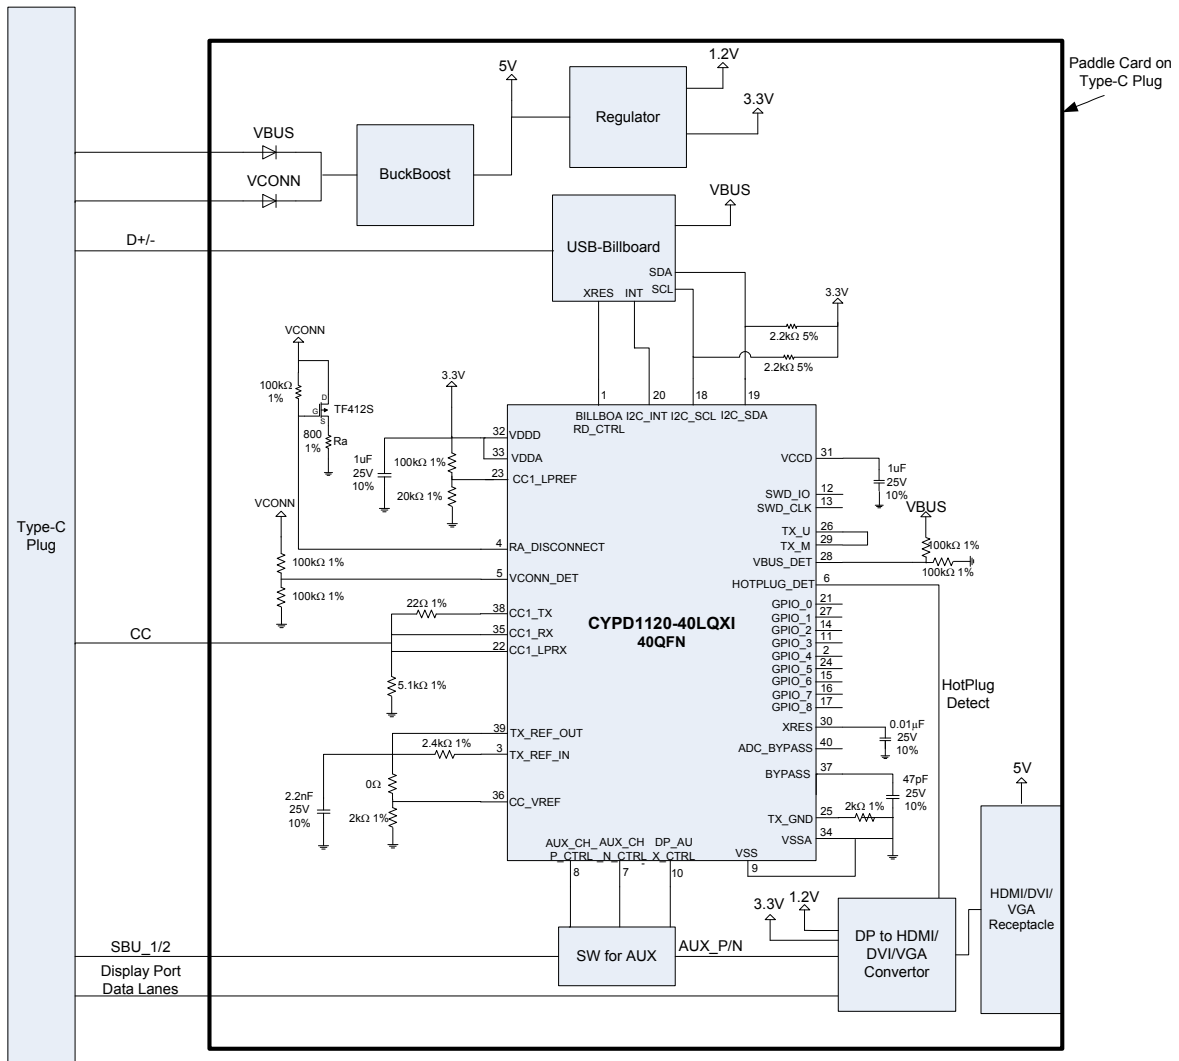 Paddle Card on
Type-C Plug
5V
1.2V
3.3V
Regulator
VBUS
VCONN
BuckBoost
VBUS
D+/-
USB-Billboard
SDA
SCL
XRES
INT
3.3V
2.2kΩ 5%
2.2kΩ 5%
VCONN
100kΩ
1%
D
G
S
TF412S
800
1%
Ra
3.3V
1
20
18
19
BILLBOA
RD_CTRL
I2C_INT
I2C_SCL
I2C_SDA
32
VDDD
33
VDDA
23
CC1_LPREF
1uF
25V
10%
100kΩ 1%
20kΩ 1%
VCONN
4
RA_DISCONNECT
100kΩ 1%
5
VCONN_DET
100kΩ 1%
22Ω 1%
38
CC1_TX
35
CC1_RX
22
CC1_LPRX
CC
5.1kΩ 1%
39
TX_REF_OUT
2.4kΩ 1%
3
TX_REF_IN
0Ω
2.2nF
25V
10%
36
CC_VREF
2kΩ 1%
Type-C
Plug
CYPD1120-40LQXI
40QFN
VCCD
31
1uF
25V
10%
SWD_IO
12
SWD_CLK
13
VBUS
TX_U
26
TX_M
29
100kΩ 1%
VBUS_DET
28
100kΩ 1%
HOTPLUG_DET
6
GPIO_0
21
GPIO_1
27
GPIO_2
14
GPIO_3
11
GPIO_4
2
GPIO_5
24
GPIO_6
15
GPIO_7
16
GPIO_8
17
HotPlug
Detect
XRES
30
0.01µF
25V
10%
ADC_BYPASS
40
BYPASS
37
47pF
25V
10%
TX_GND
25
2kΩ 1%
VSSA
34
VSS
9
AUX_CH_
P_CTRL
8
AUX_CH
_N_CTRL
7
DP_AU
X_CTRL
10
5V
HDMI/DVI/
VGA
Receptacle
3.3V
1.2V
DP to HDMI/
DVI/VGA
Convertor
SBU_1/2
SW for AUX
AUX_P/N
Display Port
Data Lanes